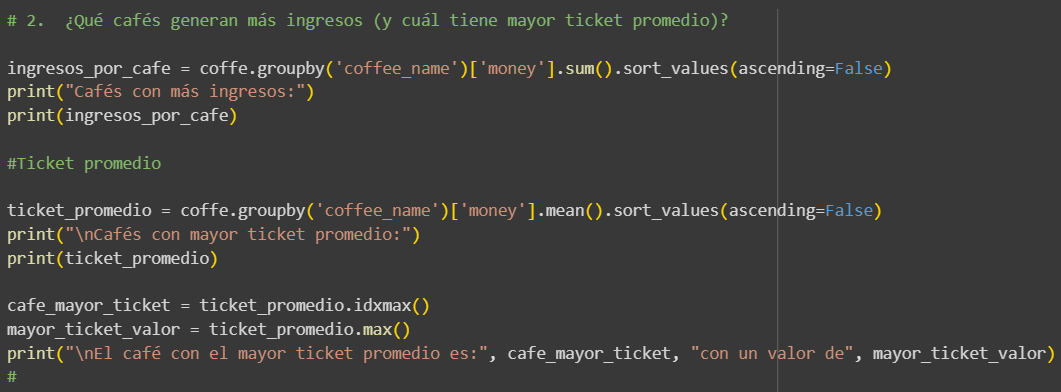 # 2.  ¿Qué cafés generan más ingresos (y cuál tiene mayor ticket promedio)?
ingresos_por_cafe = coffe.groupby('coffee_name')['money'].sum().sort_values(ascending=False)
print("Cafés con más ingresos:")
print(ingresos_por_cafe)
#Ticket promedio
ticket_promedio = coffe.groupby('coffee_name')['money'].mean().sort_values(ascending=False)
print("\nCafés con mayor ticket promedio:")
print(ticket_promedio)
cafe_mayor_ticket = ticket_promedio.idxmax()
mayor_ticket_valor = ticket_promedio.max()
print("\nEl café con el mayor ticket promedio es:", cafe_mayor_ticket, "con un valor de", mayor_ticket_valor)
#